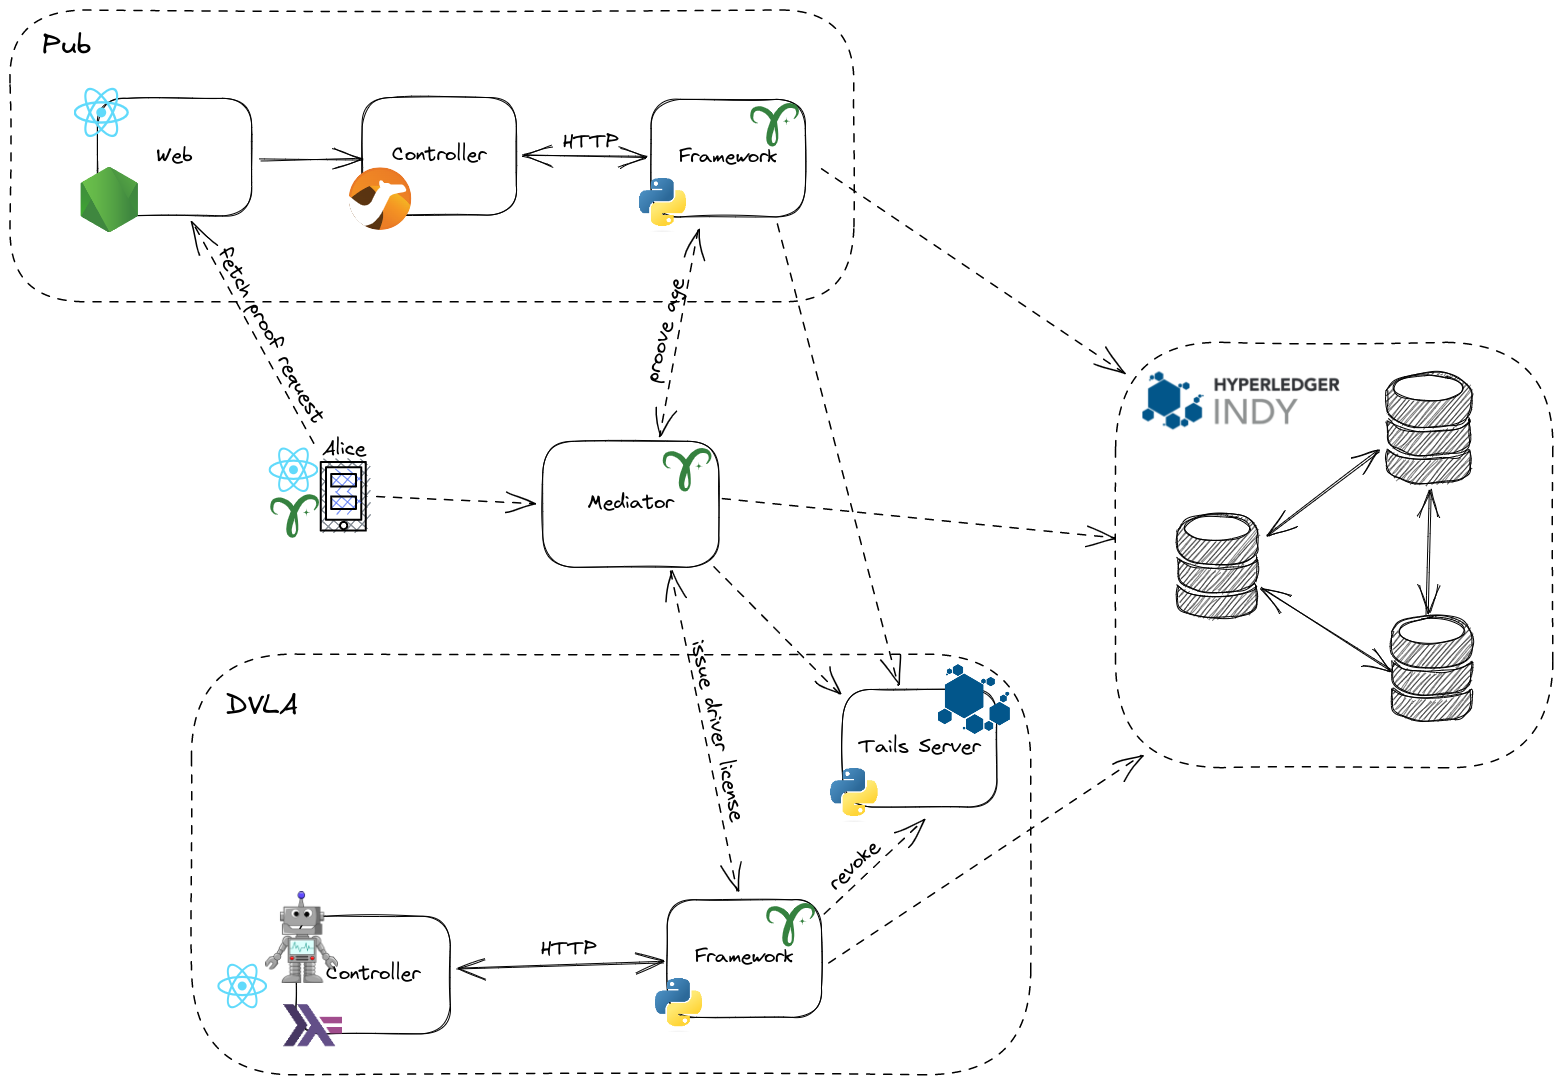 Pub
Web
Controller
HTTP
Framework
fetch proof request
proove age
HYPERLEDGER
INDY
Alice
Mediator
issue driver license
DVLA
Tails Server
revoke
Controller
HTTP
Framework